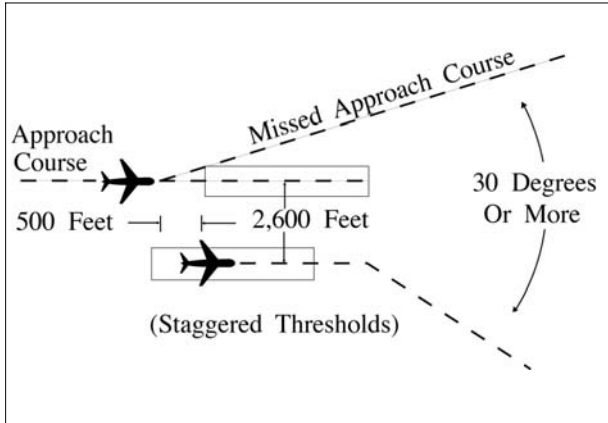 Missed Approach Course
Approach
Course
30 Degrees
Or More
500 Feet
2,600 Feet
(Staggered Thresholds)